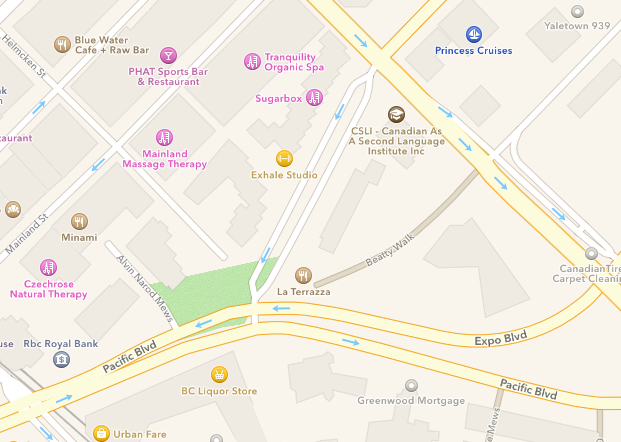 Yaletown 939
Blue Water
Cafe + Raw Bar
Princess Cruises
Helmcken St
Tranquility
Organic Spa
PHAT Sports Bar
& Restaurant
Sugarbox
CSLI - Canadian As
A Second Language
Institute Inc
Mainland
Massage Therapy
Exhale Studio
Mainland St
Minami
Beatty Walk
Alvin Narod Mews
Czechrose
Natural Therapy
La Terrazza
CanadianTire
Carpet Cleaning
Rbc Royal Bank
Pacific Blvd
Expo Blvd
BC Liquor Store
Pacific Blvd
Greenwood Mortgage
Mews
Urban Fare